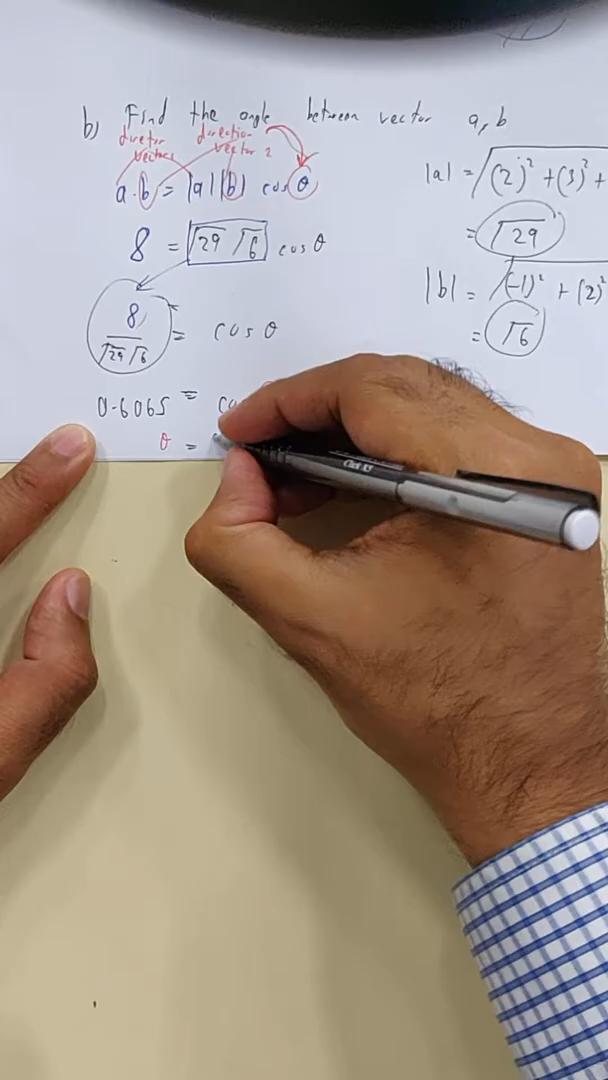 b) Find the angle between vector a, b
direction vector 1
direction vector 2
a.b = |a| |b| cos θ
8 = √29 √6 cos θ
8/√29 √6 = cos θ
0.6065 =
θ =
|a| = √(2)² + (3)² +
= √29
|b| = √(-1)² + (2)²
= √6